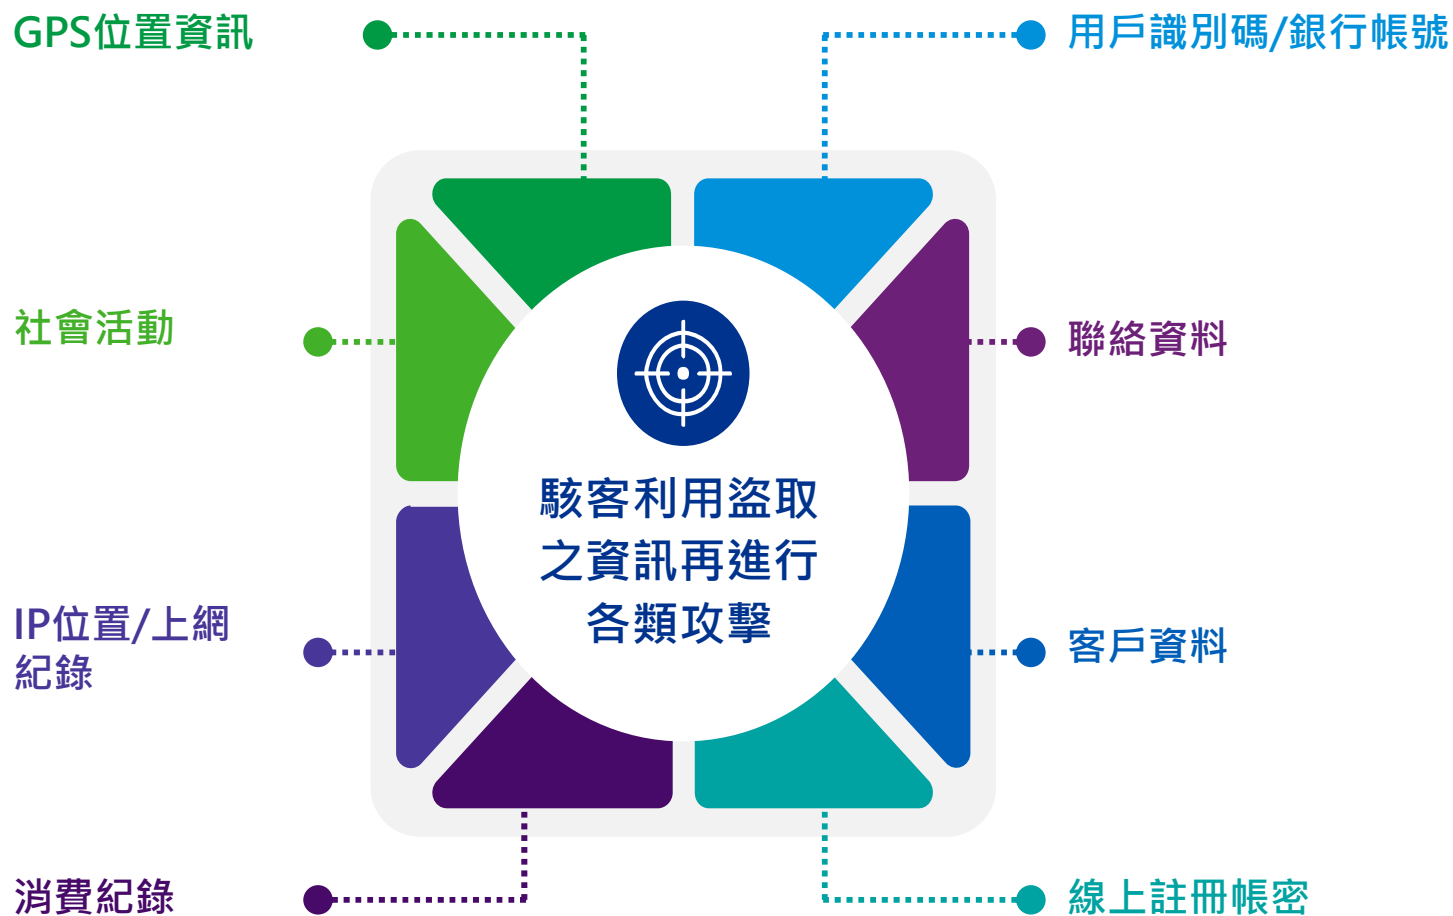 GPS位置資訊
用戶識別碼/銀行帳號
社會活動
聯絡資料
駭客利用盜取
之資訊再進行
各類攻擊
IP位置/上網
紀錄
客戶資料
消費紀錄
線上註冊帳密